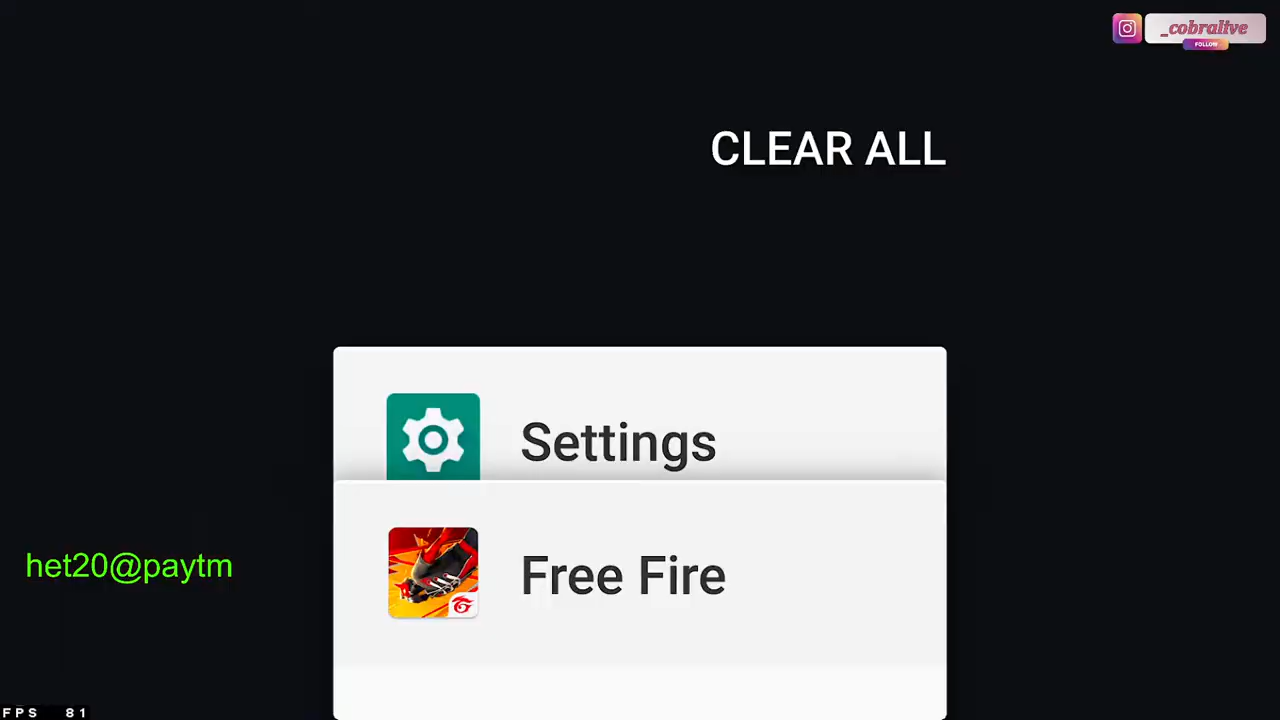 _cobralive
FOLLOW
CLEAR ALL
Settings
Free Fire
het20@paytm
FPS 81